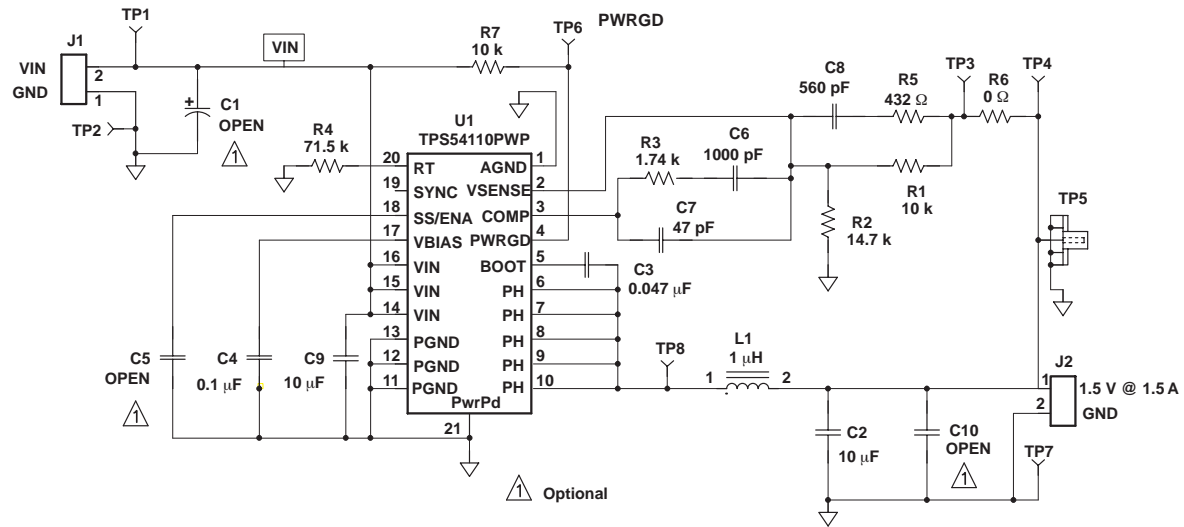 TP1
J1
VIN
2
GND
1
TP2
+
C1
OPEN
1
VIN
R7
10 k
TP6
PWRGD
R4
71.5 k
U1
TPS54110PWP
20
RT
AGND
1
19
SYNC
VSENSE
2
18
SS/ENA
COMP
3
17
VBIAS
PWRGD
4
16
VIN
BOOT
5
15
VIN
PH
6
14
VIN
PH
7
13
PGND
PH
8
12
PGND
PH
9
11
PGND
PH
10
PwrPd
21
C5
OPEN
1
C4
0.1 μF
C9
10 μF
R3
1.74 k
C6
1000 pF
C7
47 pF
C3
0.047 μF
C8
560 pF
R5
432 Ω
TP3
R6
0 Ω
TP4
R1
10 k
R2
14.7 k
TP5
TP8
L1
1 μH
1
2
J2
1
1.5 V @ 1.5 A
2
GND
C2
10 μF
C10
OPEN
1
TP7
1 Optional